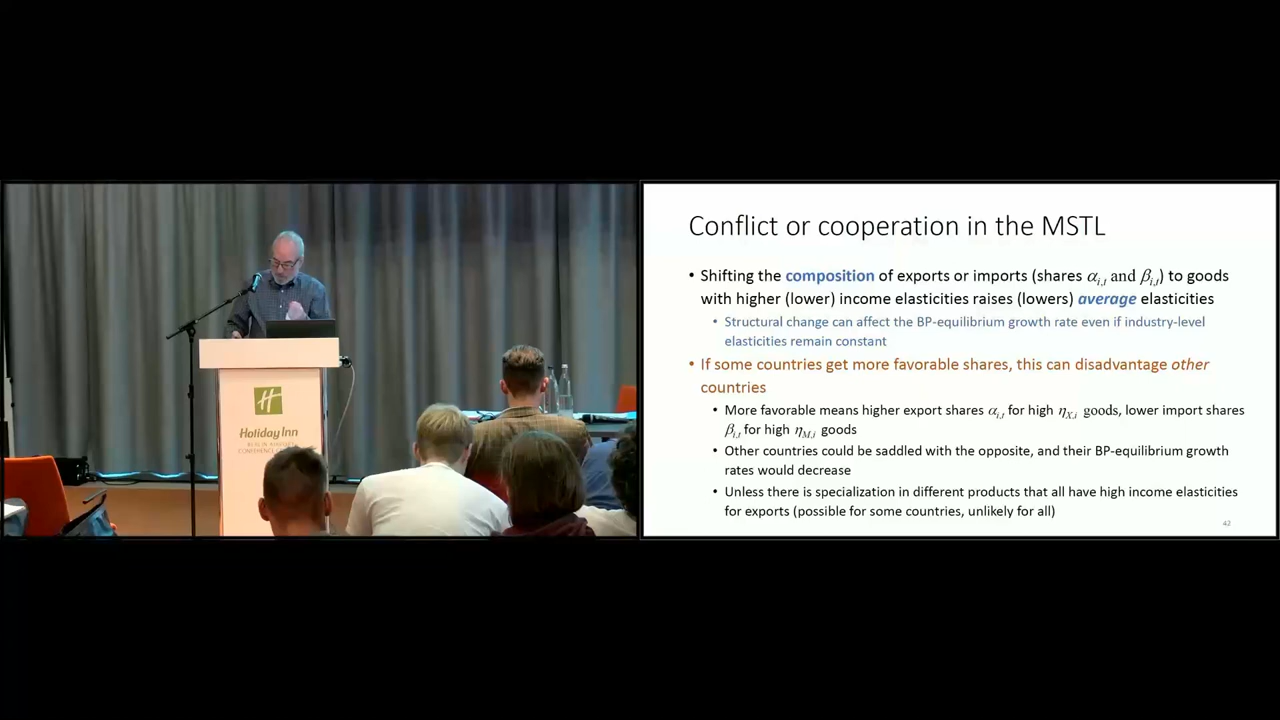 Holiday Inn
Conflict or cooperation in the MSTL
• Shifting the composition of exports or imports (shares αi,t and βi,t) to goods
with higher (lower) income elasticities raises (lowers) average elasticities
• Structural change can affect the BP-equilibrium growth rate even if industry-level
elasticities remain constant
• If some countries get more favorable shares, this can disadvantage other
countries
• More favorable means higher export shares αi,t for high ηX,i goods, lower import shares
βi,t for high ηM,i goods
• Other countries could be saddled with the opposite, and their BP-equilibrium growth
rates would decrease
• Unless there is specialization in different products that all have high income elasticities
for exports (possible for some countries, unlikely for all)
42